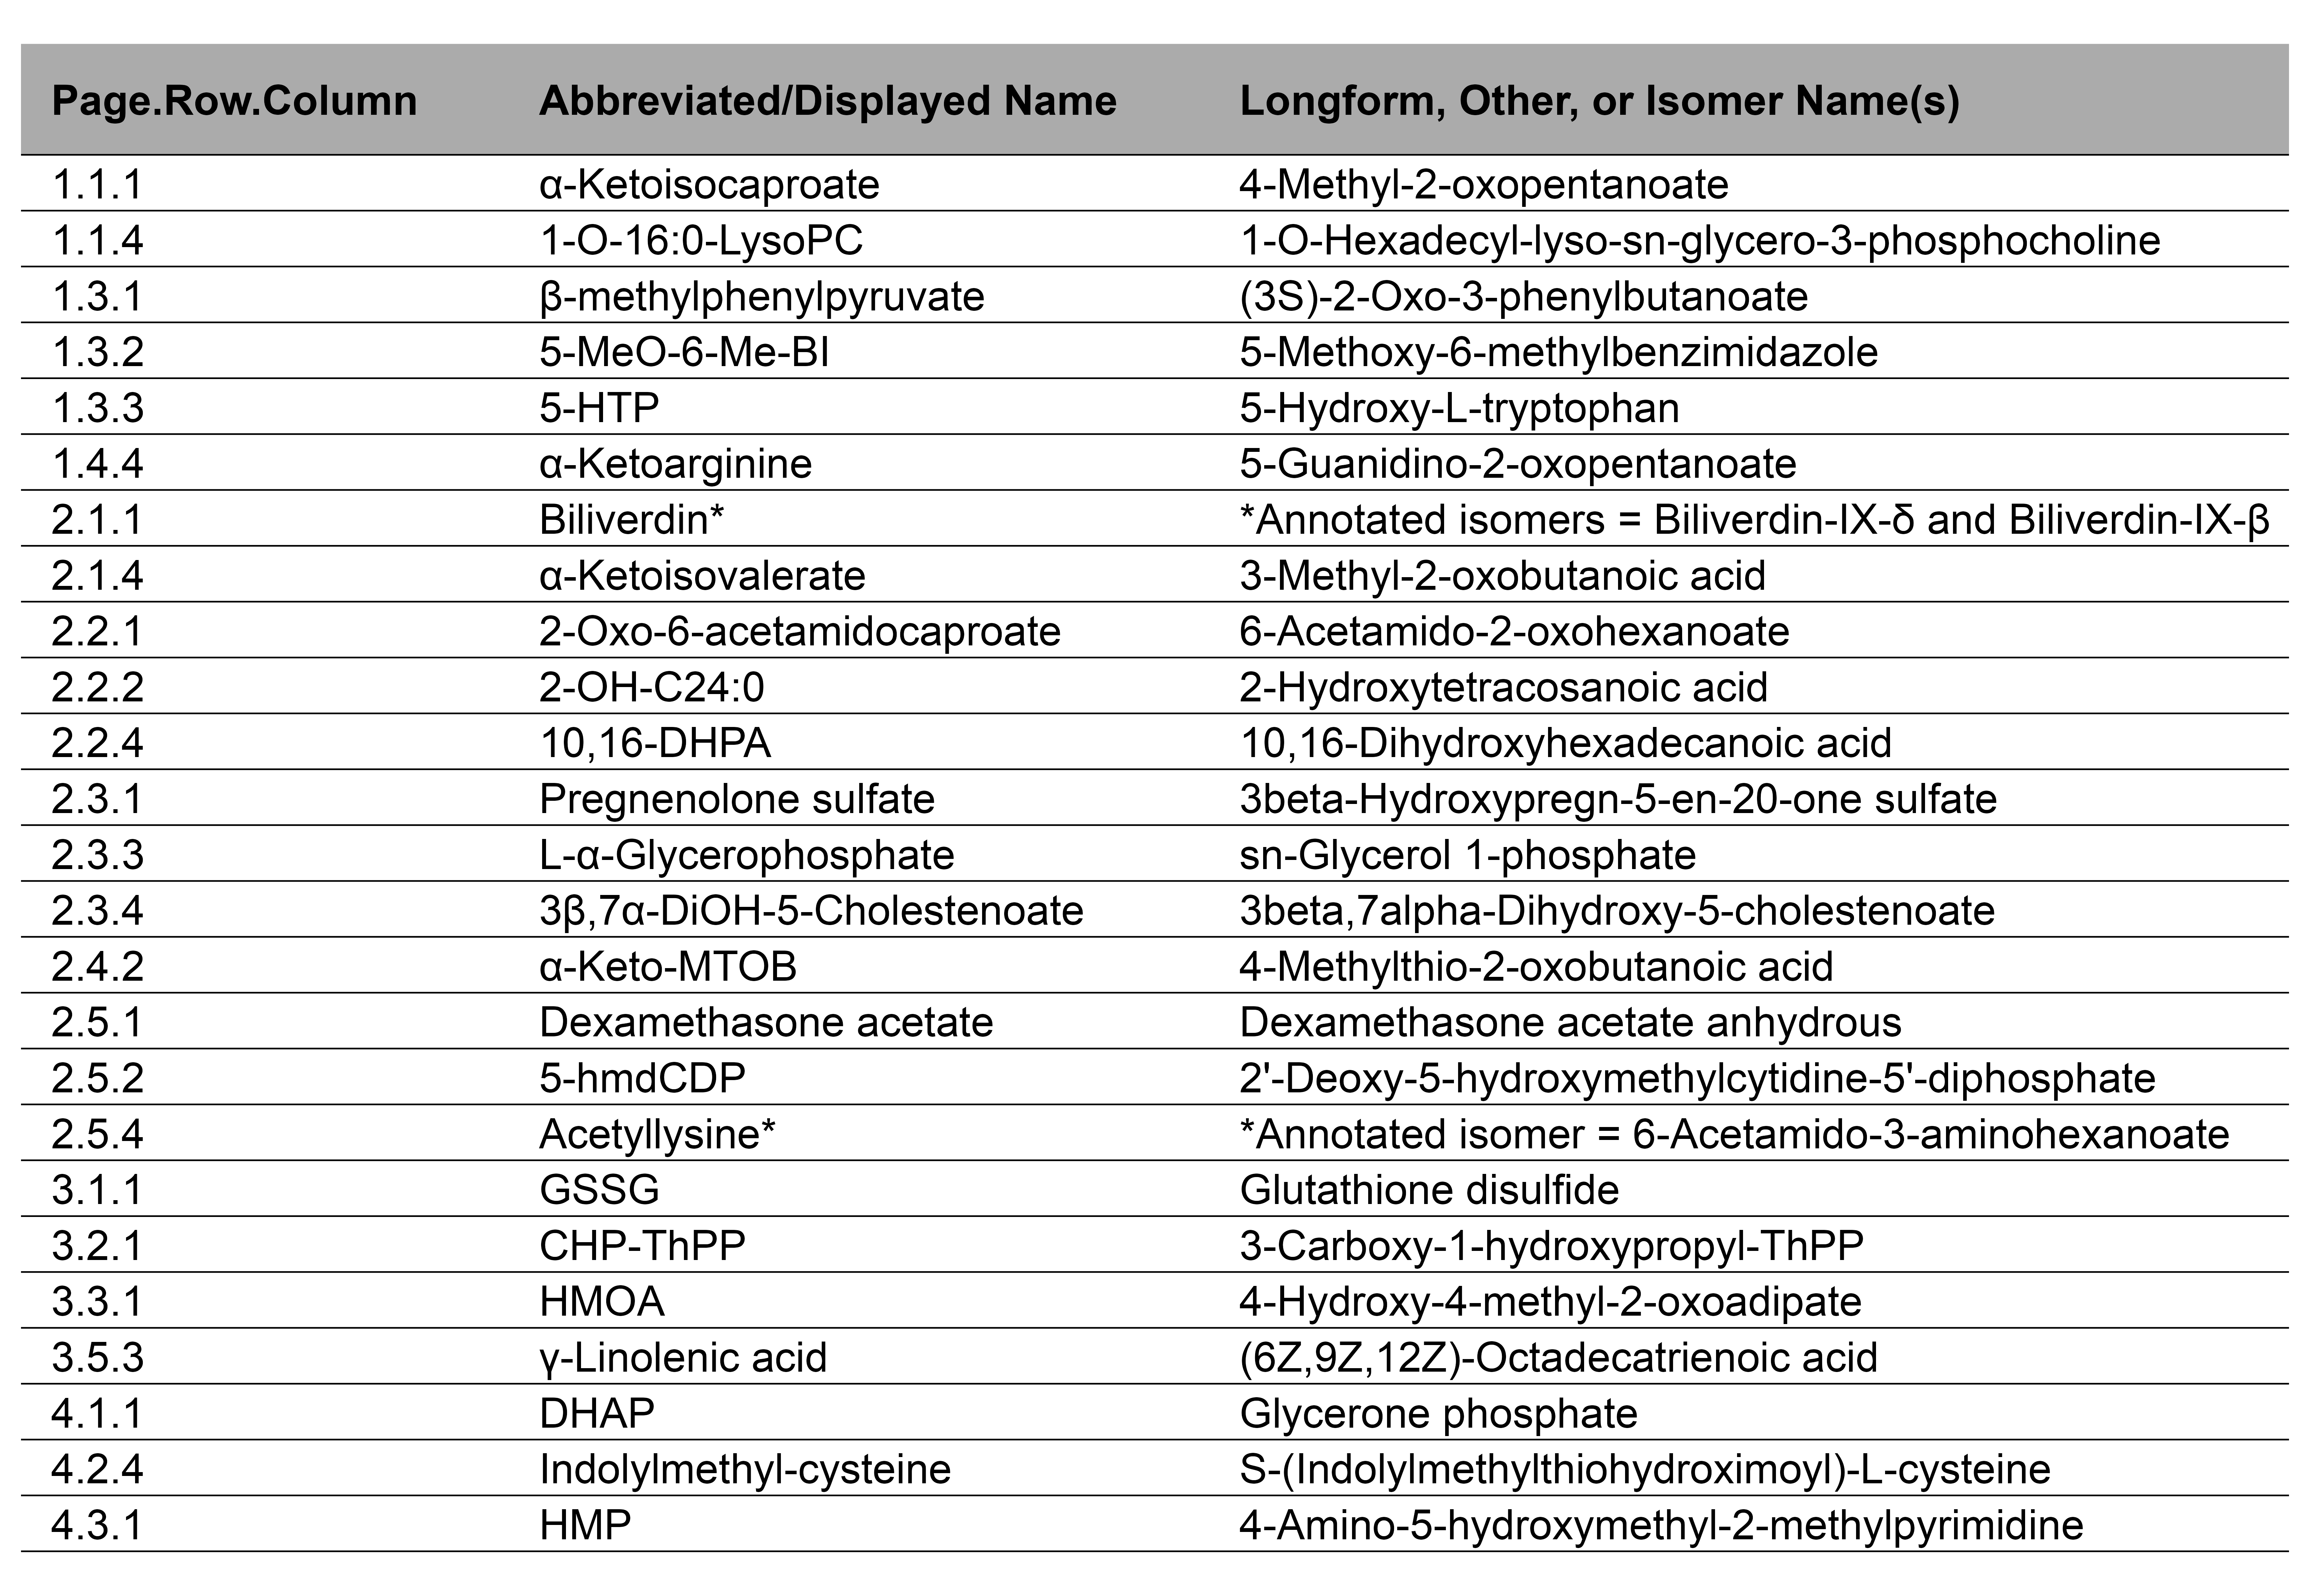 Page.Row.Column Abbreviated/Displayed Name Longform, Other, or Isomer Name(s)
1.1.1 α-Ketoisocaproate 4-Methyl-2-oxopentanoate
1.1.4 1-O-16:0-LysoPC 1-O-Hexadecyl-lyso-sn-glycero-3-phosphocholine
1.3.1 β-methylphenylpyruvate (3S)-2-Oxo-3-phenylbutanoate
1.3.2 5-MeO-6-Me-BI 5-Methoxy-6-methylbenzimidazole
1.3.3 5-HTP 5-Hydroxy-L-tryptophan
1.4.4 α-Ketoarginine 5-Guanidino-2-oxopentanoate
2.1.1 Biliverdin* *Annotated isomers = Biliverdin-IX-δ and Biliverdin-IX-β
2.1.4 α-Ketoisovalerate 3-Methyl-2-oxobutanoic acid
2.2.1 2-Oxo-6-acetamidocaproate 6-Acetamido-2-oxohexanoate
2.2.2 2-OH-C24:0 2-Hydroxytetracosanoic acid
2.2.4 10,16-DHPA 10,16-Dihydroxyhexadecanoic acid
2.3.1 Pregnenolone sulfate 3beta-Hydroxypregn-5-en-20-one sulfate
2.3.3 L-α-Glycerophosphate sn-Glycerol 1-phosphate
2.3.4 3β,7α-DiOH-5-Cholestenoate 3beta,7alpha-Dihydroxy-5-cholestenoate
2.4.2 α-Keto-MTOB 4-Methylthio-2-oxobutanoic acid
2.5.1 Dexamethasone acetate Dexamethasone acetate anhydrous
2.5.2 5-hmdCDP 2'-Deoxy-5-hydroxymethylcytidine-5'-diphosphate
2.5.4 Acetyllysine* *Annotated isomer = 6-Acetamido-3-aminohexanoate
3.1.1 GSSG Glutathione disulfide
3.2.1 CHP-ThPP 3-Carboxy-1-hydroxypropyl-ThPP
3.3.1 HMOA 4-Hydroxy-4-methyl-2-oxoadipate
3.5.3 γ-Linolenic acid (6Z,9Z,12Z)-Octadecatrienoic acid
4.1.1 DHAP Glycerone phosphate
4.2.4 Indolylmethyl-cysteine S-(Indolylmethylthiohydroximoyl)-L-cysteine
4.3.1 HMP 4-Amino-5-hydroxymethyl-2-methylpyrimidine